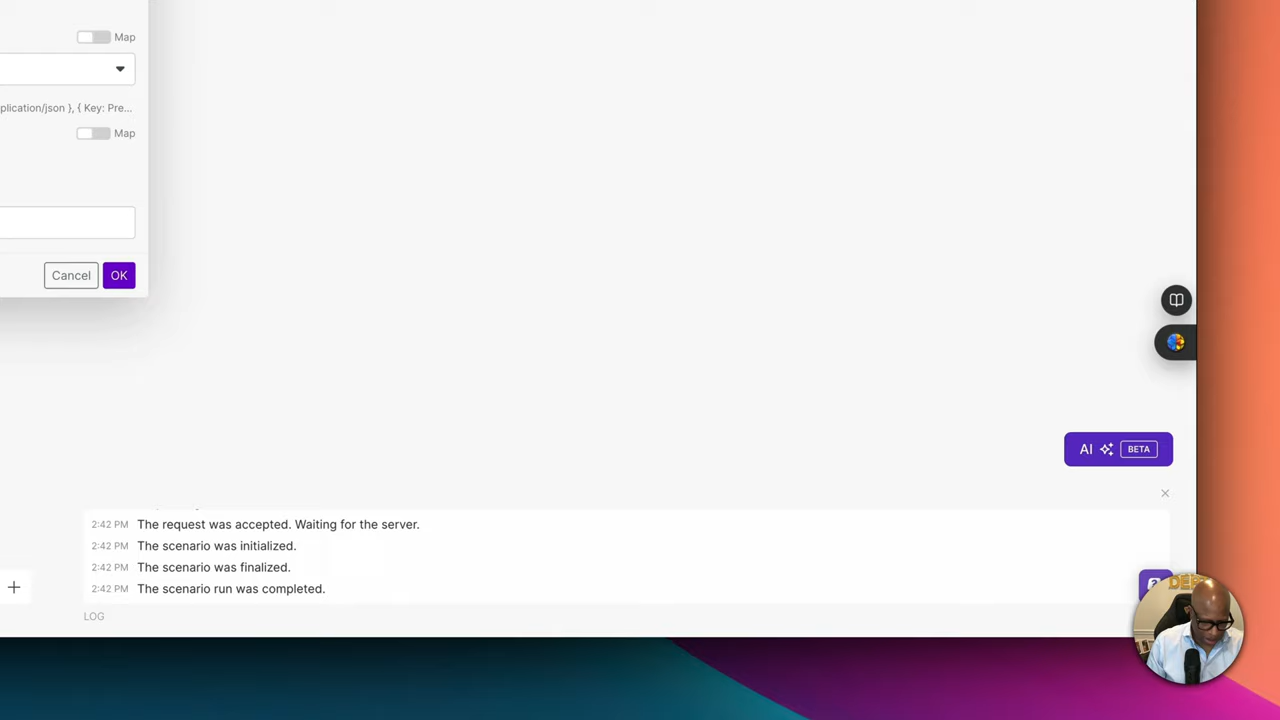 Map
plication/json }, { Key: Pre...
Map
Cancel
OK
AI
BETA
2:42 PM The request was accepted. Waiting for the server.
2:42 PM The scenario was initialized.
2:42 PM The scenario was finalized.
2:42 PM The scenario run was completed.
LOG